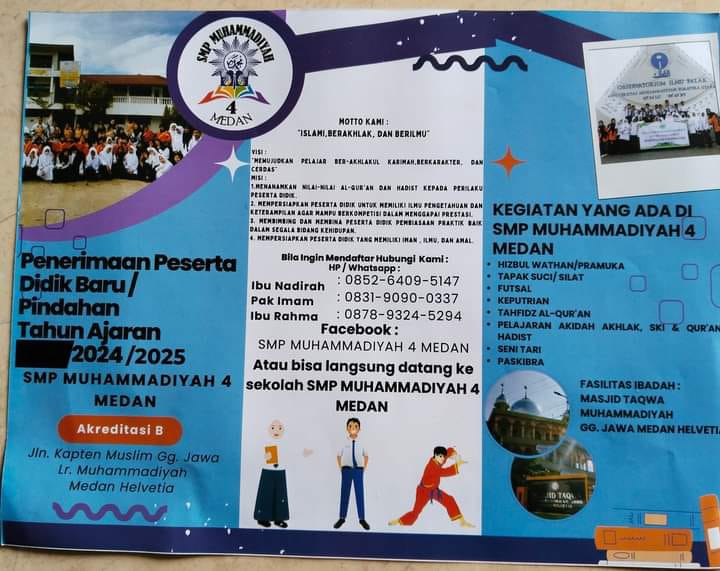 SMP MUHAMMADIYAH
4
MEDAN
Penerimaan Peserta
Didik Baru /
Pindahan
Tahun Ajaran
2024 /2025
SMP MUHAMMADIYAH 4
MEDAN
Akreditasi B
Jln. Kapten Muslim Gg. Jawa
Lr. Muhammadiyah
Medan Helvetia
MOTTO KAMI :
"ISLAMI,BERAKHLAK, DAN BERILMU"
VISI :
"MEWUJUDKAN PELAJAR BER-AKHLAKUL KARIMAH,BERKARAKTER, DAN
CERDAS"
MISI :
1.MENANAMKAN NILAI-NILAI AL-QUR'AN DAN HADIST KEPADA PERILAKU
PESERTA DIDIK.
2. MEMPERSIAPKAN PESERTA DIDIK UNTUK MEMILIKI ILMU PENGETAHUAN DAN
KETERAMPILAN AGAR MAMPU BERKOMPETISI DALAM MENGGAPAI PRESTASI.
3. MEMBIMBING DAN MEMBINA PESERTA DIDIK PEMBIASAAN PRAKTIK BAIK
DALAM SEGALA BIDANG KEHIDUPAN.
4. MEMPERSIAPKAN PESERTA DIDIK YANG MEMILIKI IMAN , ILMU, DAN AMAL.
Bila Ingin Mendaftar Hubungi Kami :
HP / Whatsapp :
Ibu Nadirah : 0852-6409-5147
Pak Imam : 0831-9090-0337
Ibu Rahma : 0878-9324-5294
Facebook :
SMP MUHAMMADIYAH 4 MEDAN
Atau bisa langsung datang ke
sekolah SMP MUHAMMADIYAH 4
MEDAN
KEGIATAN YANG ADA DI
SMP MUHAMMADIYAH 4
MEDAN
• HIZBUL WATHAN/PRAMUKA
• TAPAK SUCI/ SILAT
• FUTSAL
• KEPUTRIAN
• TAHFIDZ AL-QUR'AN
• PELAJARAN AKIDAH AKHLAK, SKI & QUR'AN
HADIST
• SENI TARI
• PASKIBRA
FASILITAS IBADAH :
MASJID TAQWA
MUHAMMADIYAH
GG. JAWA MEDAN HELVETIA